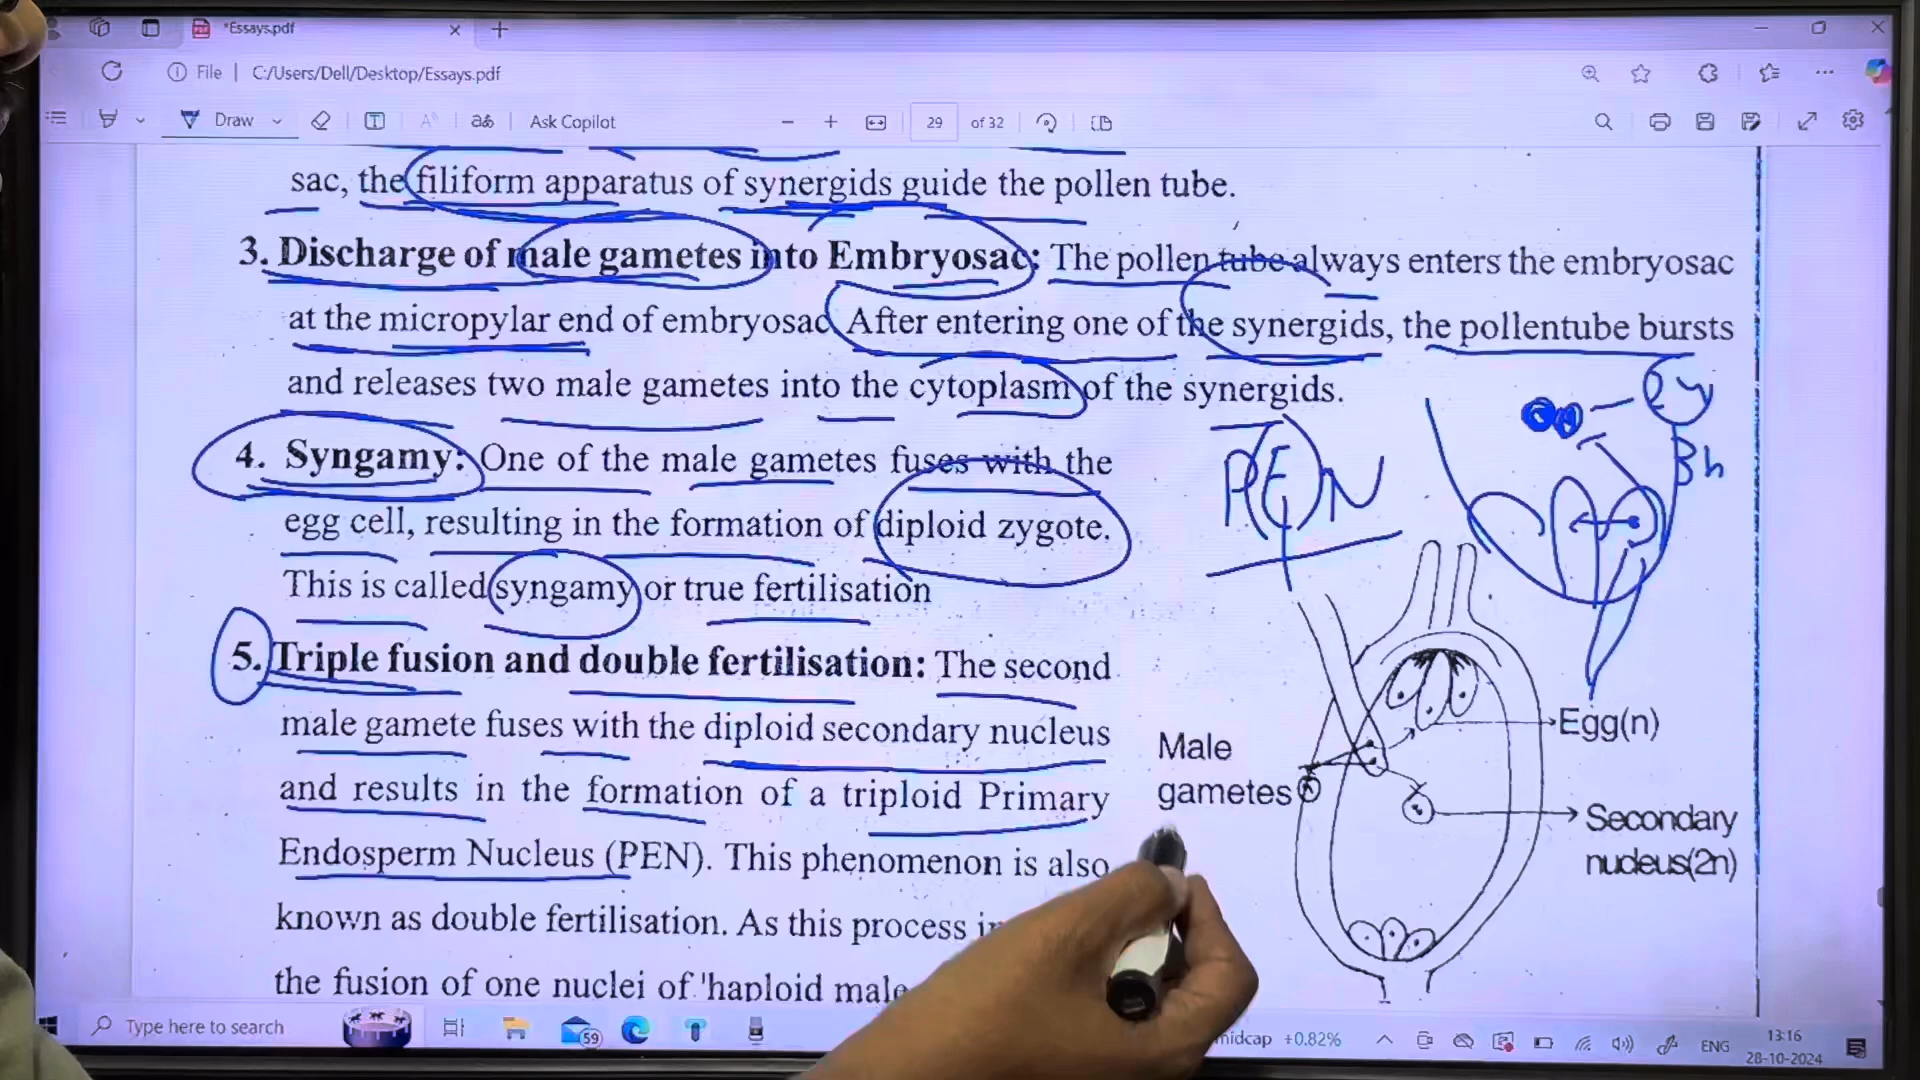 *Essays.pdf
File | C:/Users/Dell/Desktop/Essays.pdf
Draw
Ask Copilot
29 of 32
sac, the filiform apparatus of synergids guide the pollen tube.
3. Discharge of male gametes into Embryosac: The pollen tube always enters the embryosac
at the micropylar end of embryosac. After entering one of the synergids, the pollentube bursts
and releases two male gametes into the cytoplasm of the synergids.
4. Syngamy: One of the male gametes fuses with the
egg cell, resulting in the formation of diploid zygote.
This is called syngamy or true fertilisation
PEN
5. Triple fusion and double fertilisation: The second
male gamete fuses with the diploid secondary nucleus
and results in the formation of a triploid Primary
Endosperm Nucleus (PEN). This phenomenon is also
known as double fertilisation. As this process
the fusion of one nuclei of 'haploid male
Egg(n)
Male
gametes
Secondary
nucleus(2n)
Type here to search
59
midcap +0.82%
ENG
13:16
28-10-2024